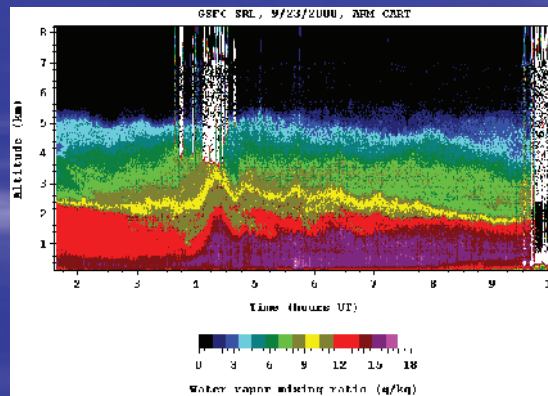 GSFC SRL, 9/23/2000, ARM CART
8
7
6
5
4
3
2
1
Altitude (km)
2 3 4 5 6 7 8 9 1
Time (hours UT)
0 3 6 9 12 15 18
Water vapor mixing ratio (g/kg)